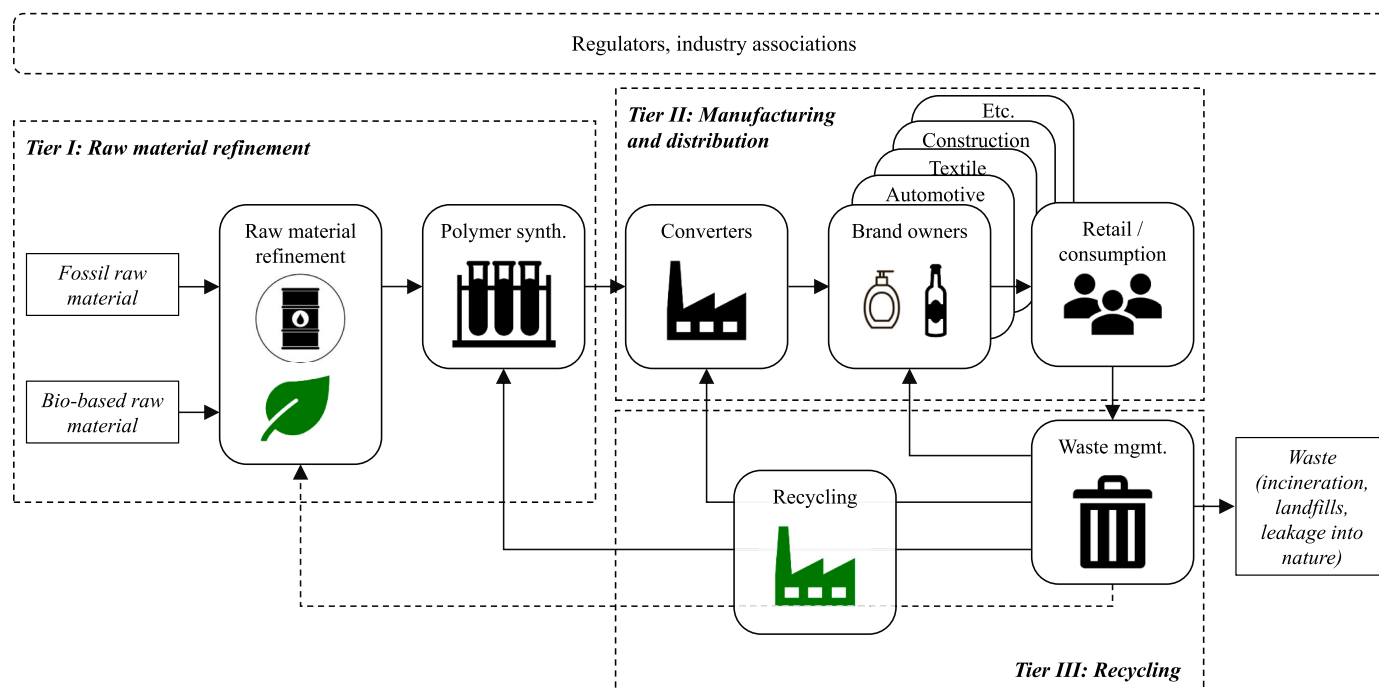 Regulators, industry associations
Tier I: Raw material refinement
Fossil raw
material
Bio-based raw
material
Raw material
refinement
Polymer synth.
Tier II: Manufacturing
and distribution
Converters
Etc.
Construction
Textile
Automotive
Brand owners
Retail /
consumption
Waste mgmt.
Recycling
Waste
(incineration,
landfills,
leakage into
nature)
Tier III: Recycling